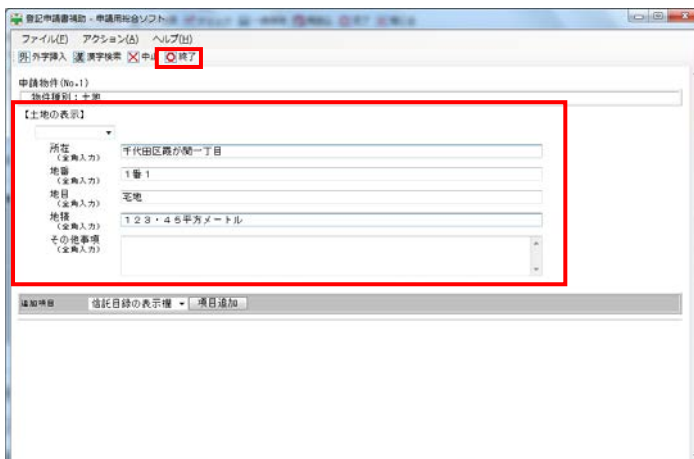 登記申請書補助 - 申請用総合ソフト
ファイル(F) アクション(A) ヘルプ(H)
外字挿入 漢字検索 中止 終了
申請物件(No.1)
物件種別：土地
【土地の表示】
所在
(全角入力)
千代田区霞が関一丁目
地番
(全角入力)
１番１
地目
(全角入力)
宅地
地積
(全角入力)
１２３・４５平方メートル
その他事項
(全角入力)
追加項目 信託目録の表示欄 項目追加